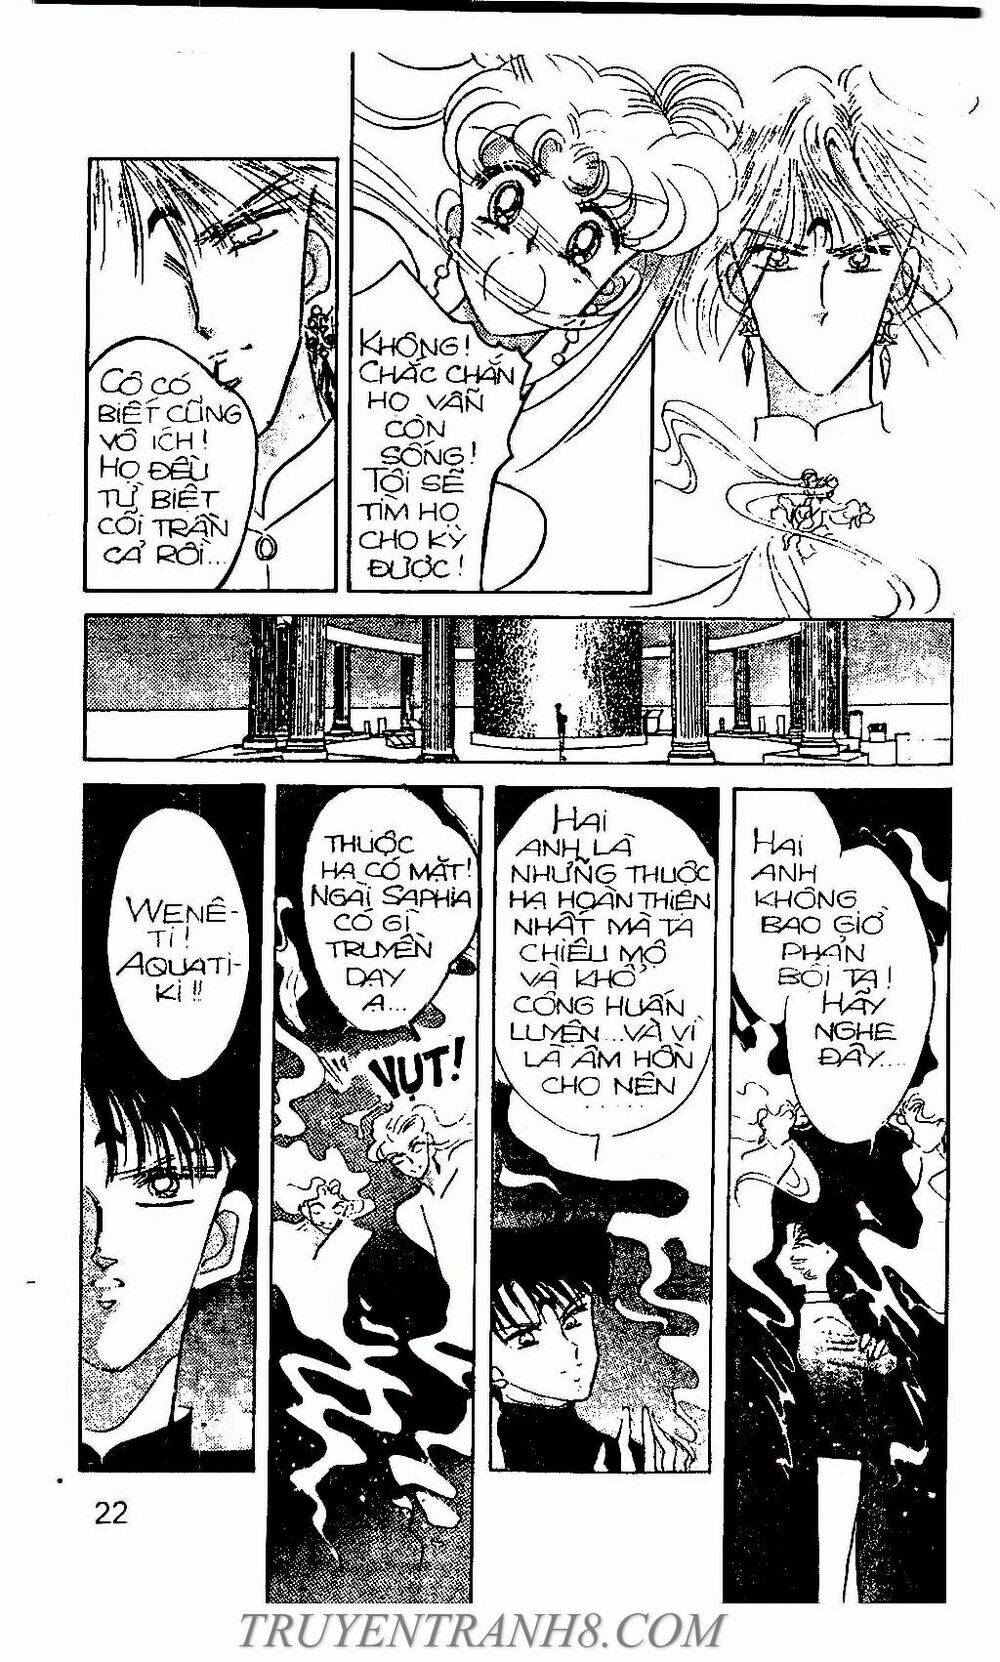 CÔ CÓ
BIẾT CŨNG
VÔ ÍCH!
HỌ ĐỀU
TỪ BIỆT
CÕI TRẦN
CẢ RỒI...
KHÔNG!
CHẮC CHẮN
HỌ VẪN
CÒN
SỐNG!
TÔI SẼ
TÌM HỌ
CHO KỲ
ĐƯỢC!
WENÊ-
TI!
AQUATI-
KI!!
THUỘC
HẠ CÓ MẶT!
NGÀI SAPHIA
CÓ GÌ
TRUYỀN
DẠY
Ạ...
VỤT!
HAI
ANH LÀ
NHỮNG THUỘC
HẠ HOÀN THIỆN
NHẤT MÀ TA
CHIÊU MỘ
VÀ KHỔ
CÔNG HUẤN
LUYỆN...VÀ VÌ
LÀ ÂM HỒN
CHO NÊN
......
HAI
ANH
KHÔNG
BAO GIỜ
PHẢN
BỘI TA!
HÃY
NGHE
ĐÂY....
22
TRUYENTRANH8.COM